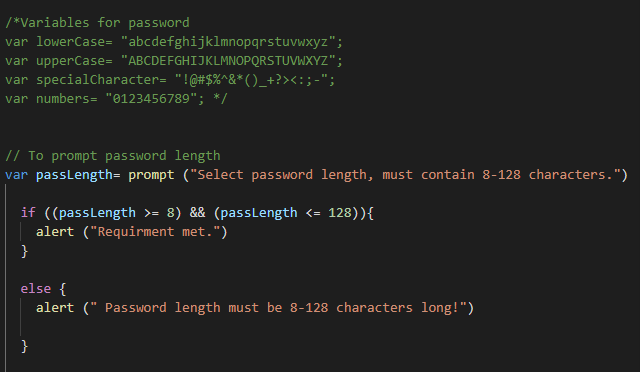 /*Variables for password
var lowerCase= "abcdefghijklmnopqrstuvwxyz";
var upperCase= "ABCDEFGHIJKLMNOPQRSTUVWXYZ";
var specialCharacter= "!@#$%^&*()_+?><:;-";
var numbers= "0123456789"; */
// To prompt password length
var passLength= prompt ("Select password length, must contain 8-128 characters.")
if ((passLength >= 8) && (passLength <= 128)){
alert ("Requirment met.")
}
else {
alert (" Password length must be 8-128 characters long!")
}